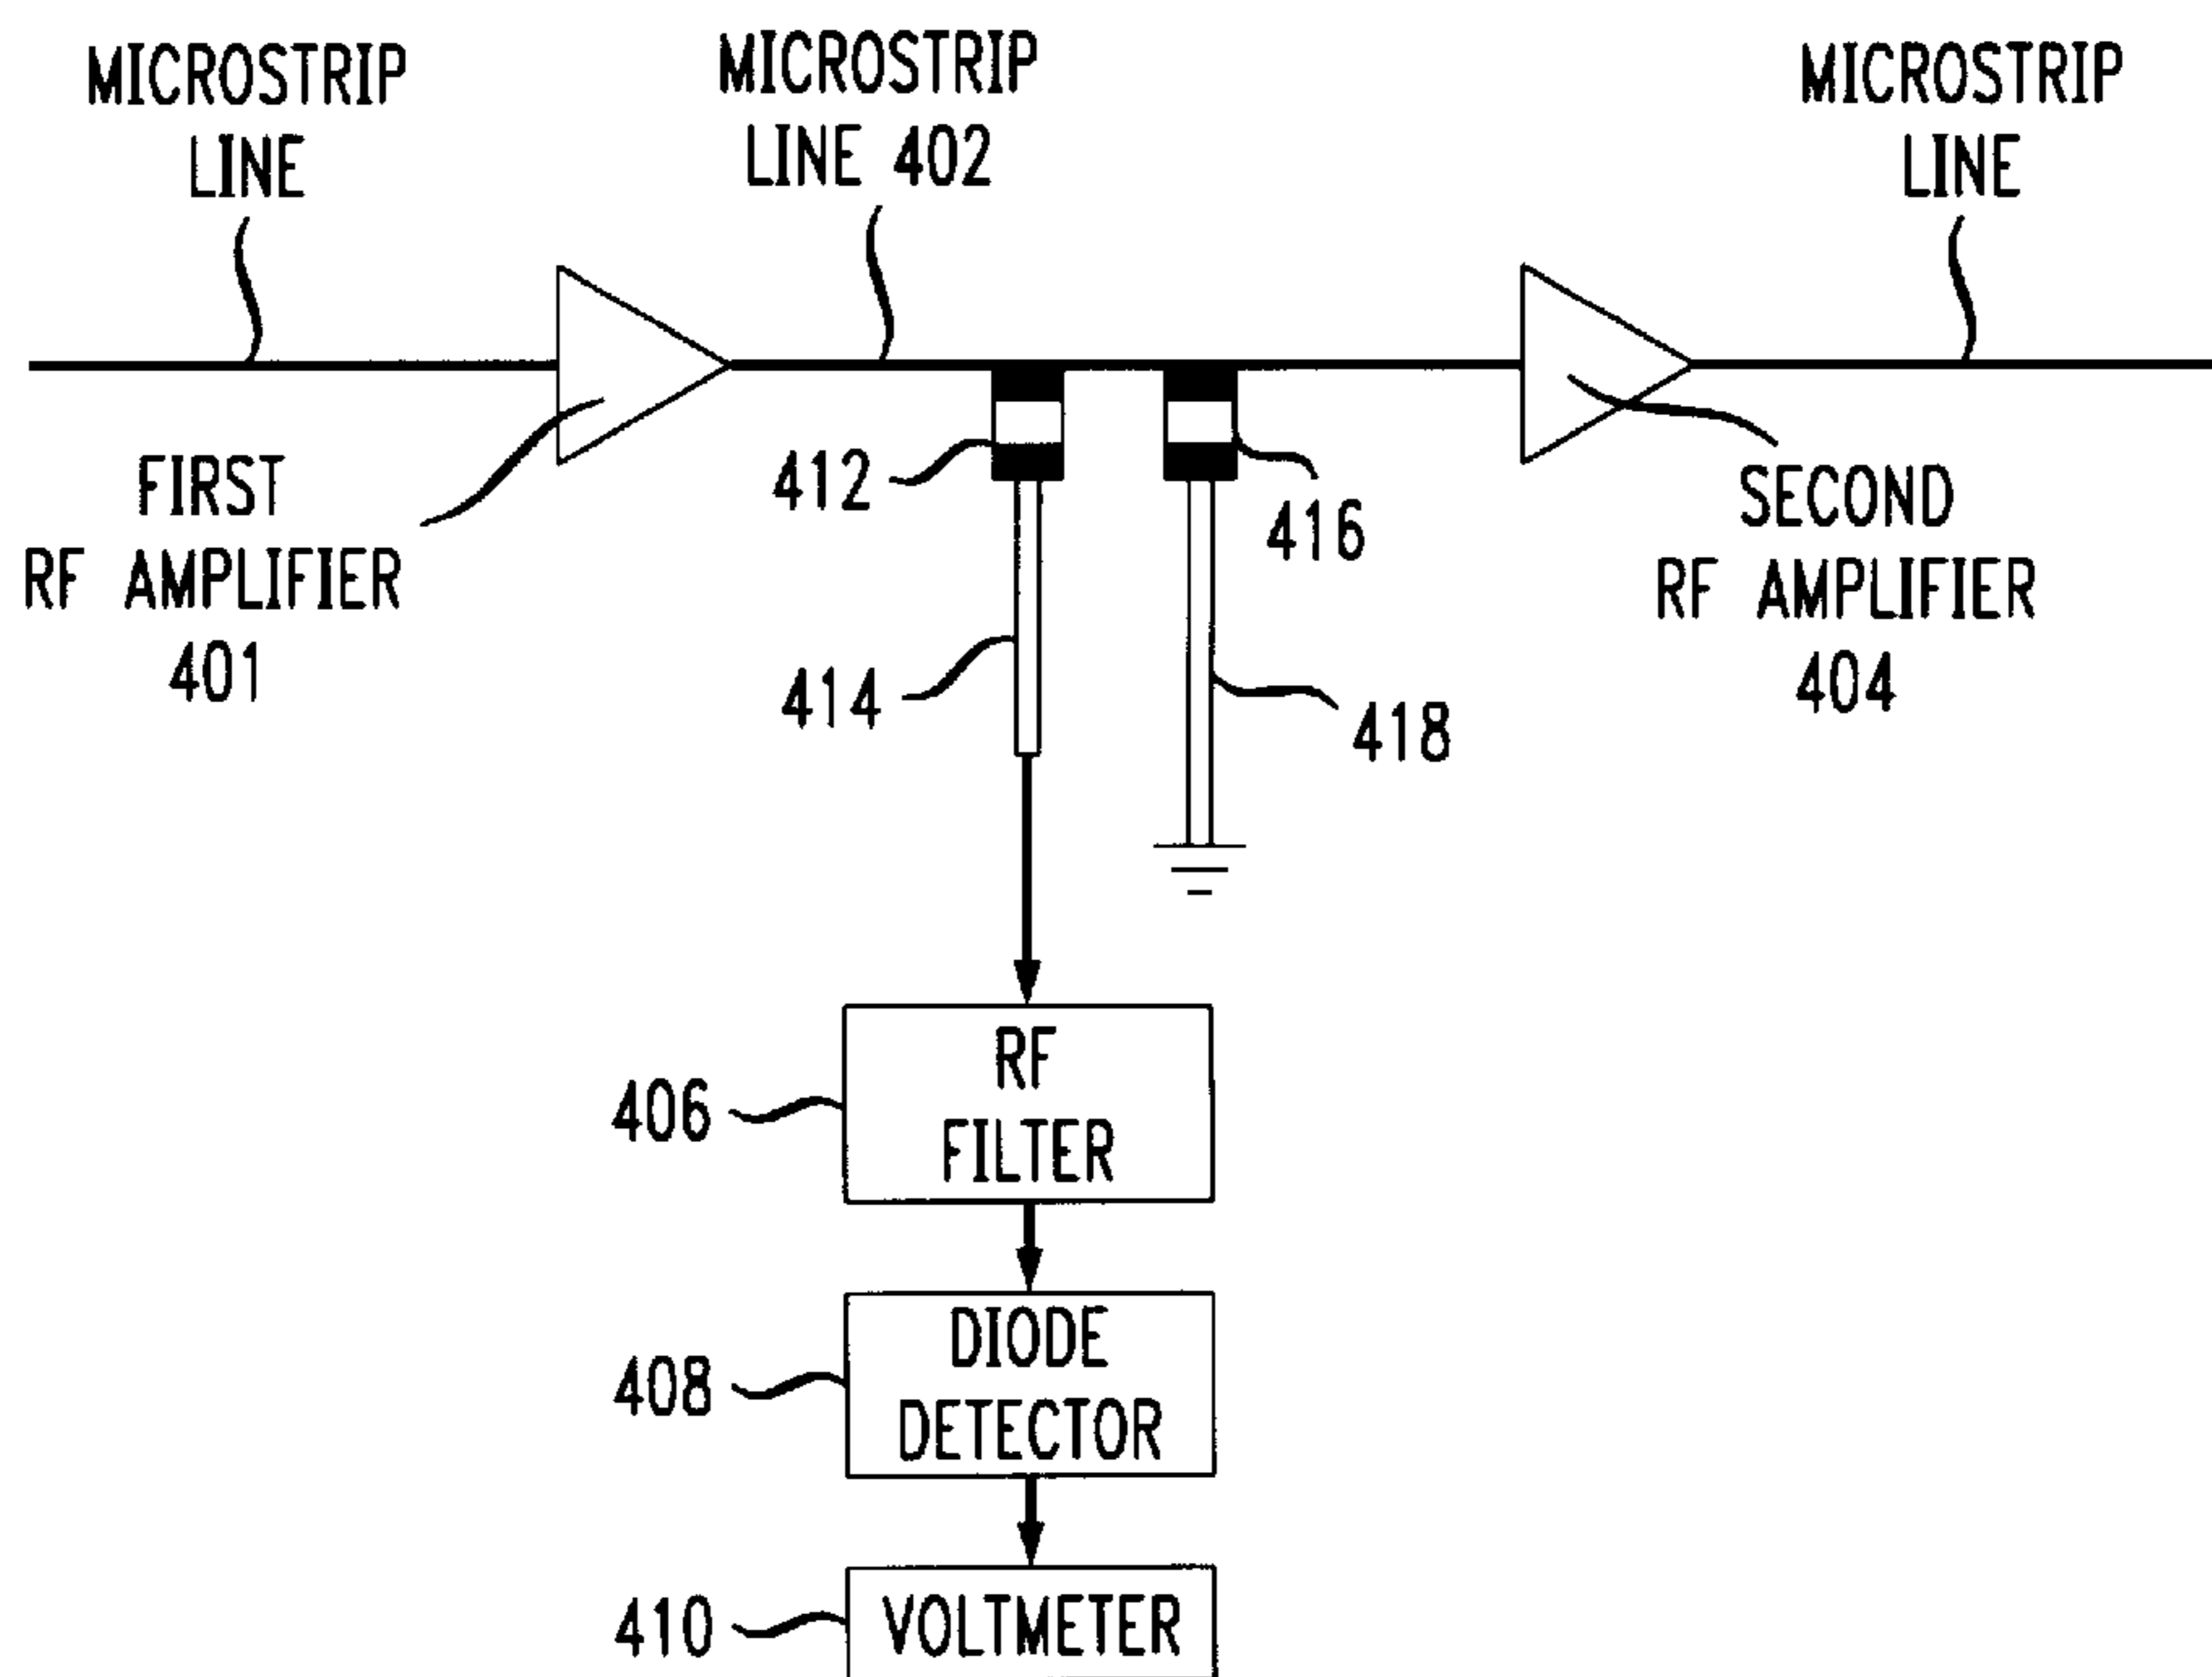 MICROSTRIP
LINE
MICROSTRIP
LINE 402
MICROSTRIP
LINE
FIRST
RF AMPLIFIER
401
412
416
SECOND
RF AMPLIFIER
404
414
418
RF
FILTER
406
DIODE
DETECTOR
408
VOLTMETER
410